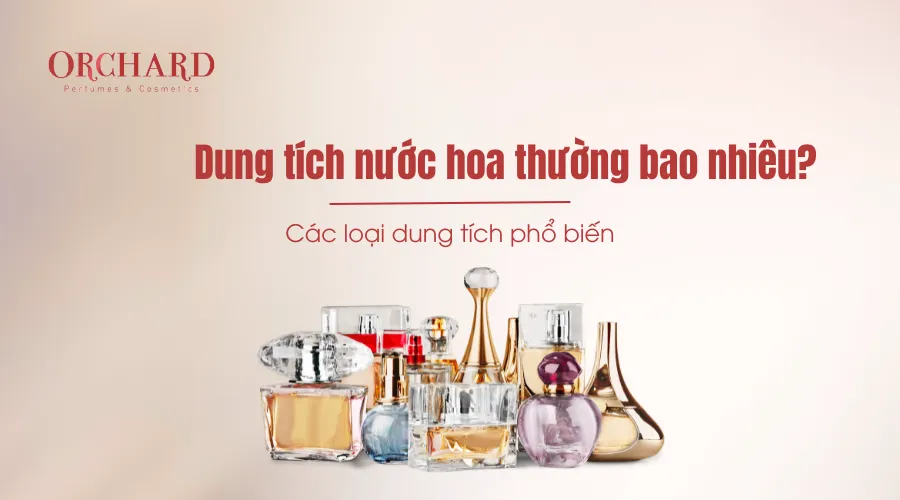 ORCHARD
Perfumes & Cosmetics
Dung tích nước hoa thường bao nhiêu?
Các loại dung tích phổ biến